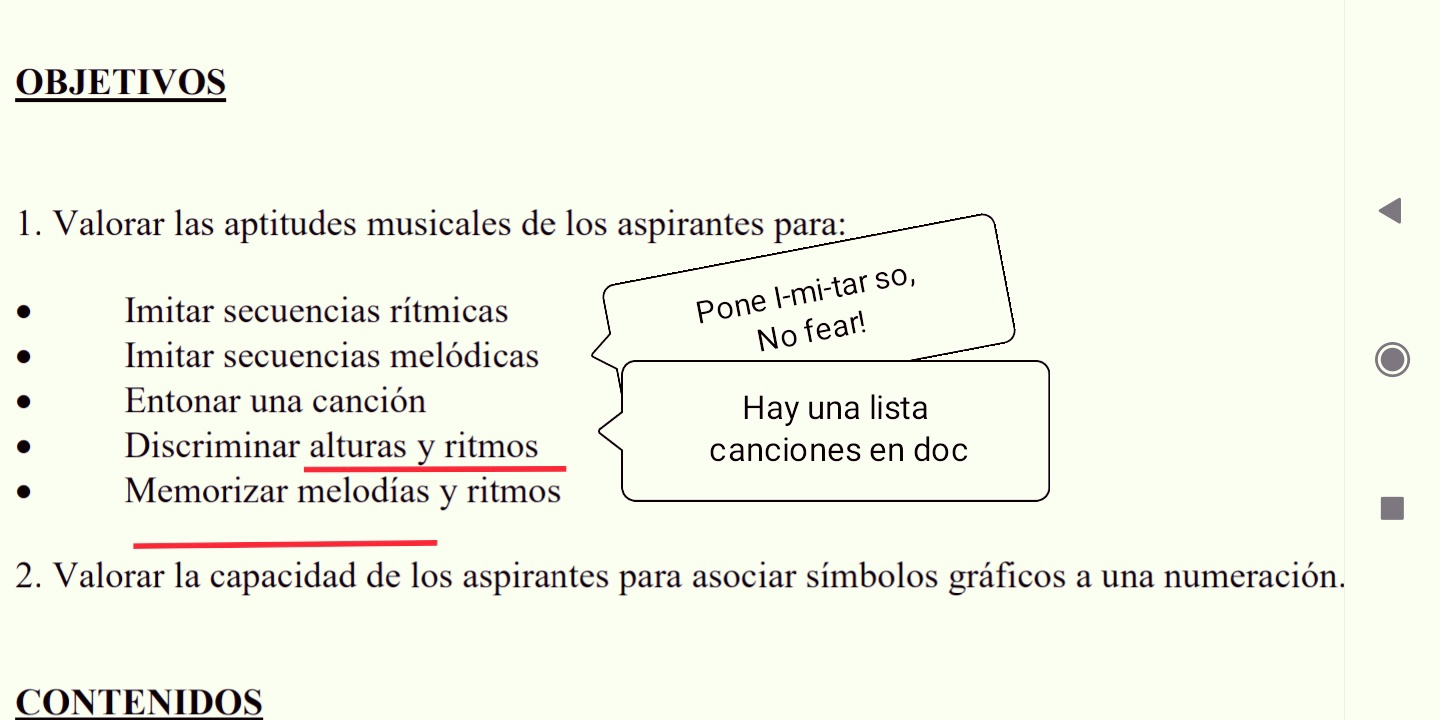 OBJETIVOS
1. Valorar las aptitudes musicales de los aspirantes para:
• Imitar secuencias rítmicas
• Imitar secuencias melódicas
• Entonar una canción
• Discriminar alturas y ritmos
• Memorizar melodías y ritmos
Pone I-mi-tar so,
No fear!
Hay una lista
canciones en doc
2. Valorar la capacidad de los aspirantes para asociar símbolos gráficos a una numeración.
CONTENIDOS